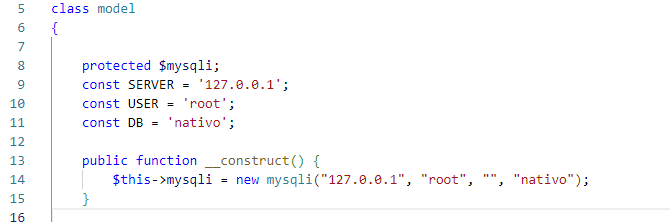 5 class model
6 {
7
8 protected $mysqli;
9 const SERVER = '127.0.0.1';
10 const USER = 'root';
11 const DB = 'nativo';
12
13 public function __construct() {
14 $this->mysqli = new mysqli("127.0.0.1", "root", "", "nativo");
15 }
16